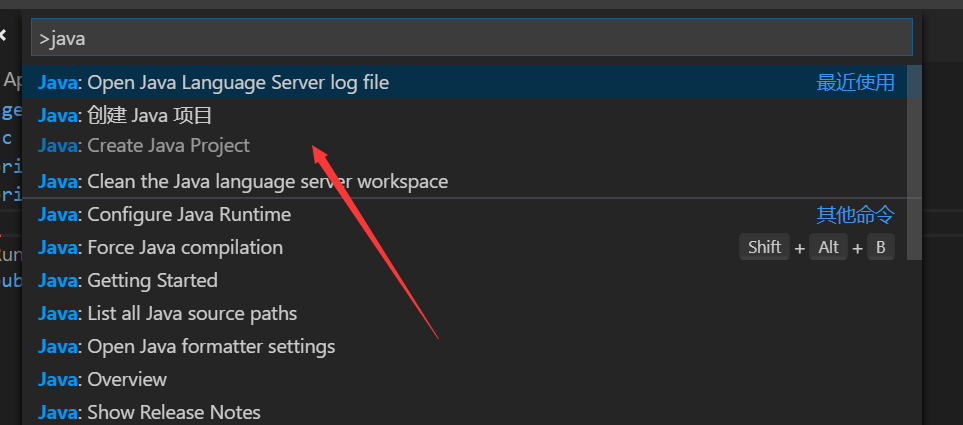 >java
Java: Open Java Language Server log file 最近使用
Java: 创建 Java 项目
Java: Create Java Project
Java: Clean the Java language server workspace
Java: Configure Java Runtime 其他命令
Java: Force Java compilation Shift + Alt + B
Java: Getting Started
Java: List all Java source paths
Java: Open Java formatter settings
Java: Overview
Java: Show Release Notes